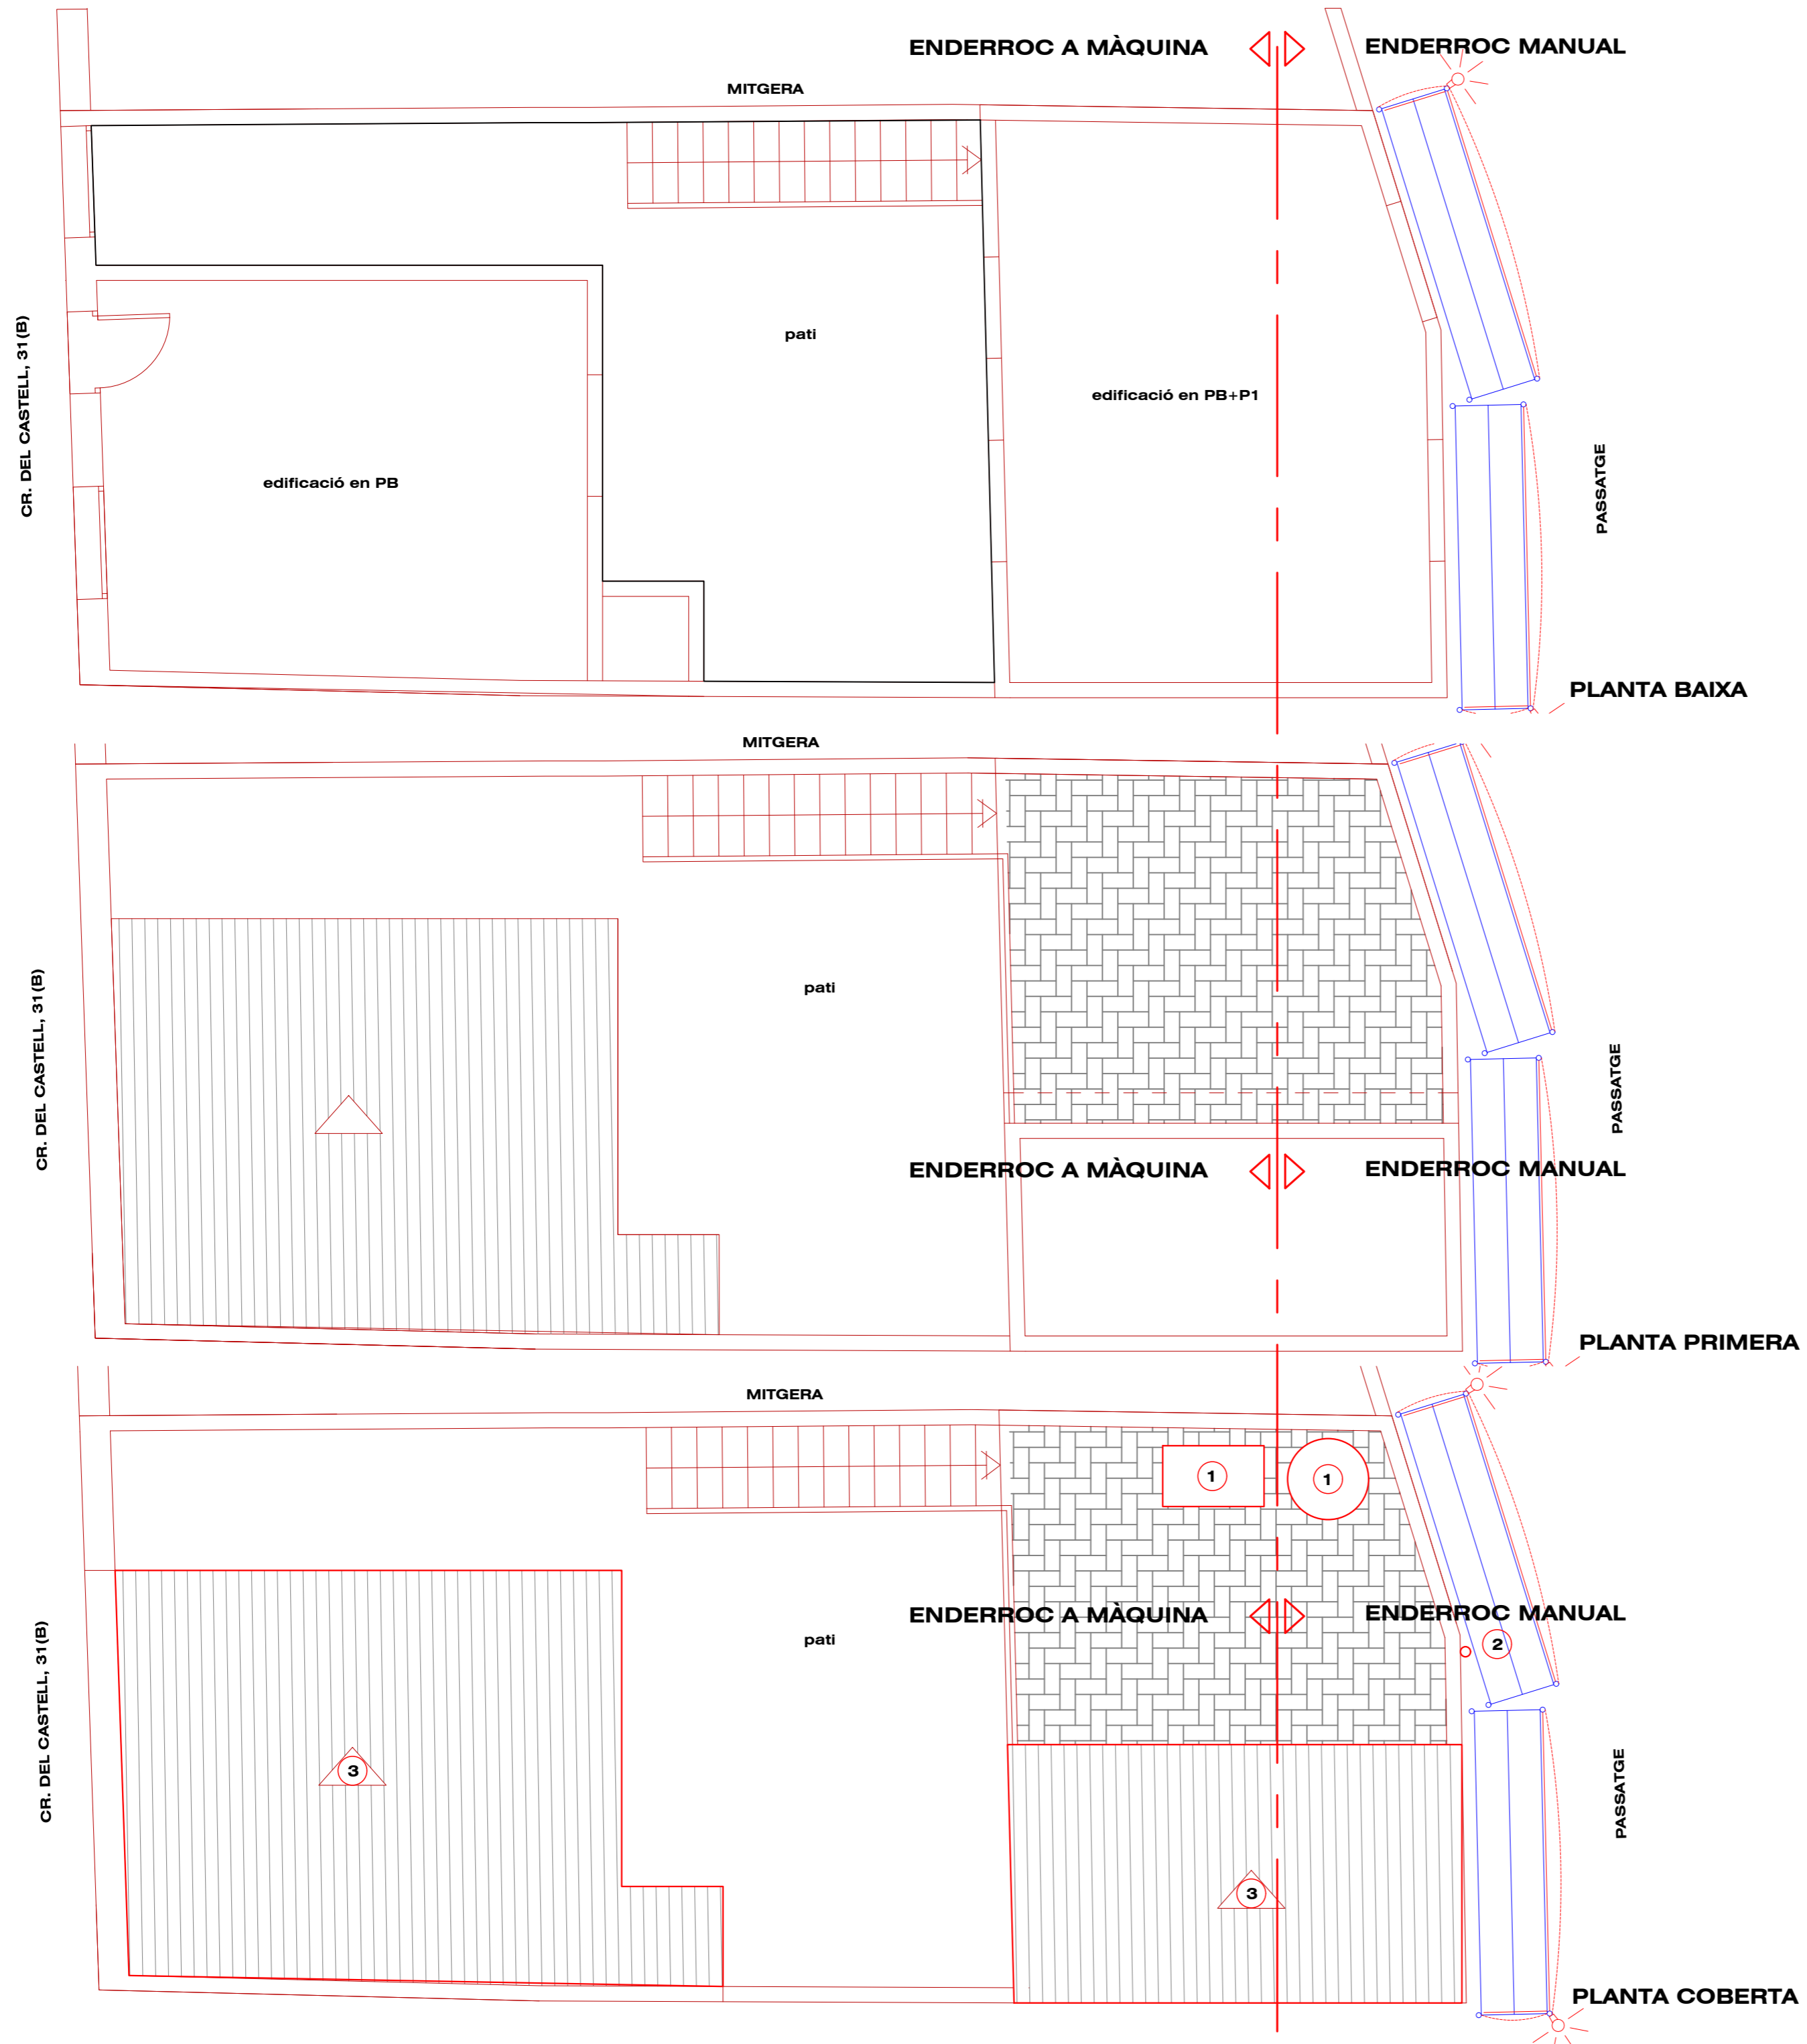 ENDERROC A MÀQUINA
ENDERROC MANUAL
MITGERA
CR. DEL CASTELL, 31(B)
pati
edificació en PB+P1
edificació en PB
PASSATGE
PLANTA BAIXA
MITGERA
CR. DEL CASTELL, 31(B)
pati
PASSATGE
ENDERROC A MÀQUINA
ENDERROC MANUAL
PLANTA PRIMERA
MITGERA
1
1
ENDERROC A MÀQUINA
ENDERROC MANUAL
CR. DEL CASTELL, 31(B)
pati
2
3
PASSATGE
3
PLANTA COBERTA